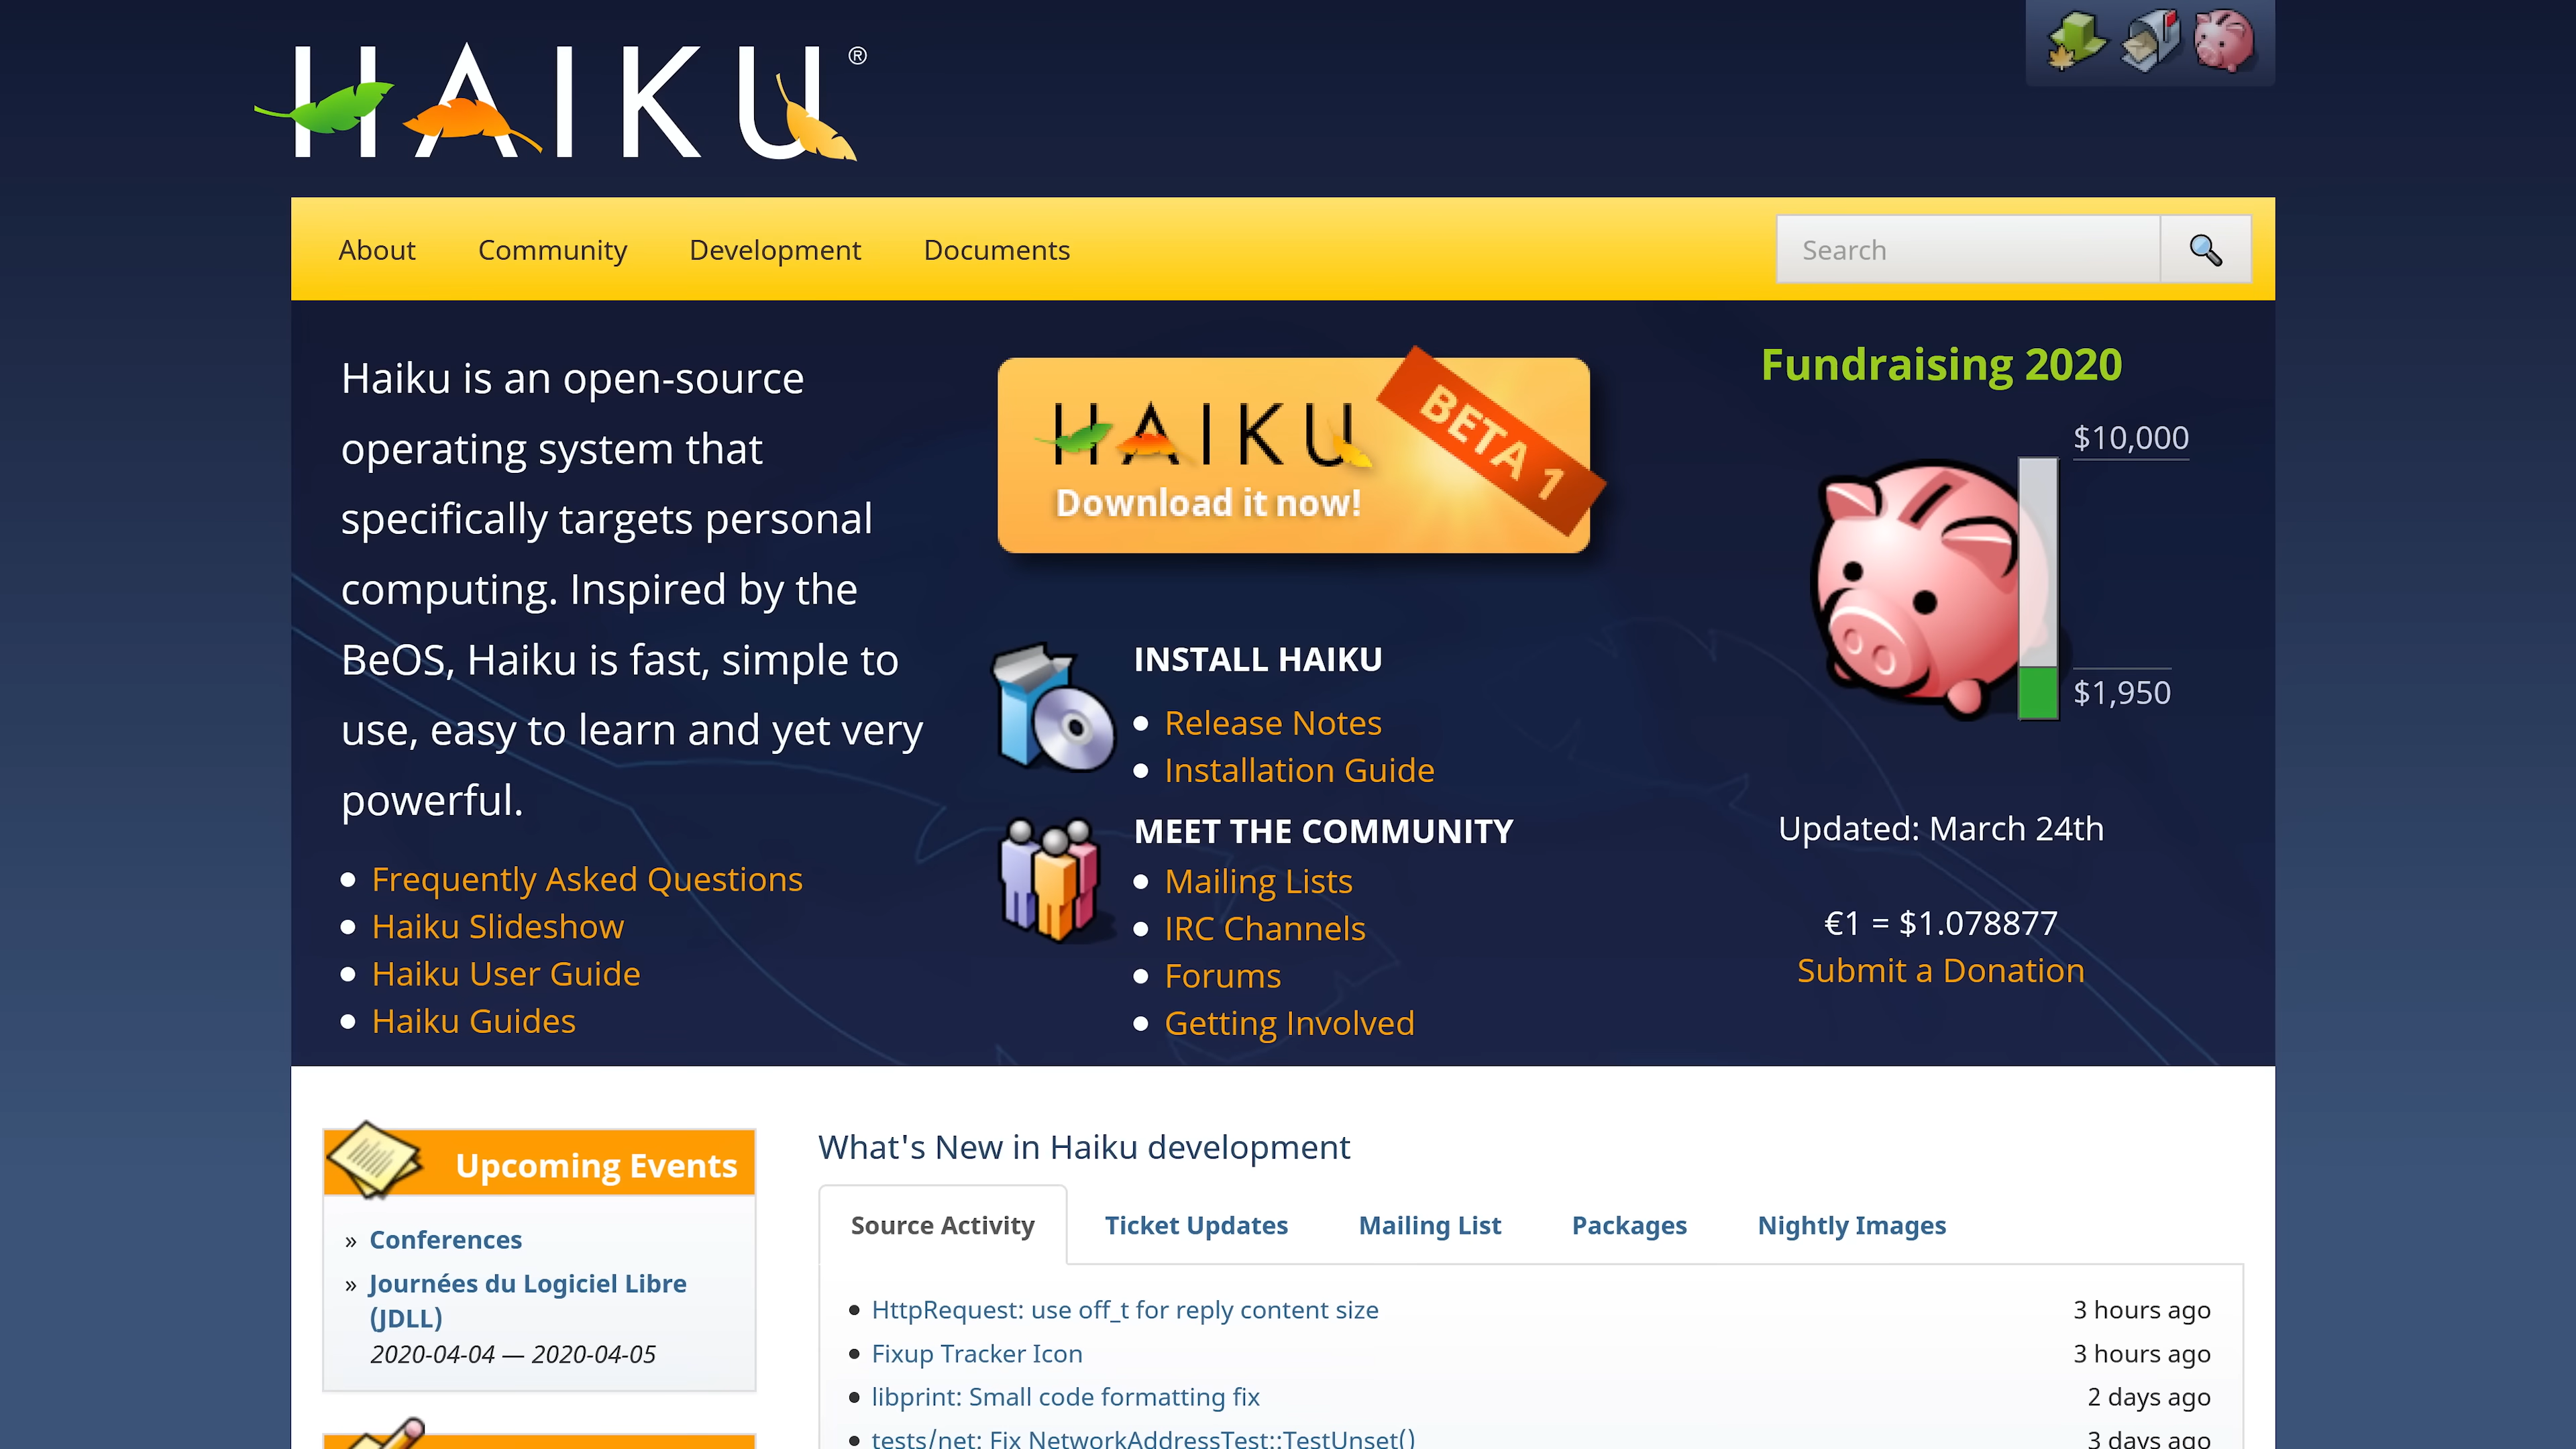 HAIKU ®
About Community Development Documents
Search
Haiku is an open-source
operating system that
specifically targets personal
computing. Inspired by the
BeOS, Haiku is fast, simple to
use, easy to learn and yet very
powerful.
Frequently Asked Questions
Haiku Slideshow
Haiku User Guide
Haiku Guides
HAIKU
BETA 1
Download it now!
INSTALL HAIKU
Release Notes
Installation Guide
MEET THE COMMUNITY
Mailing Lists
IRC Channels
Forums
Getting Involved
Fundraising 2020
$10,000
$1,950
Updated: March 24th
€1 = $1.078877
Submit a Donation
Upcoming Events
» Conferences
» Journées du Logiciel Libre
(JDLL)
2020-04-04 — 2020-04-05
What's New in Haiku development
Source Activity Ticket Updates Mailing List Packages Nightly Images
HttpRequest: use off_t for reply content size 3 hours ago
Fixup Tracker Icon 3 hours ago
libprint: Small code formatting fix 2 days ago
tests/net: Fix NetworkAddressTest::TestUnset() 3 days ago